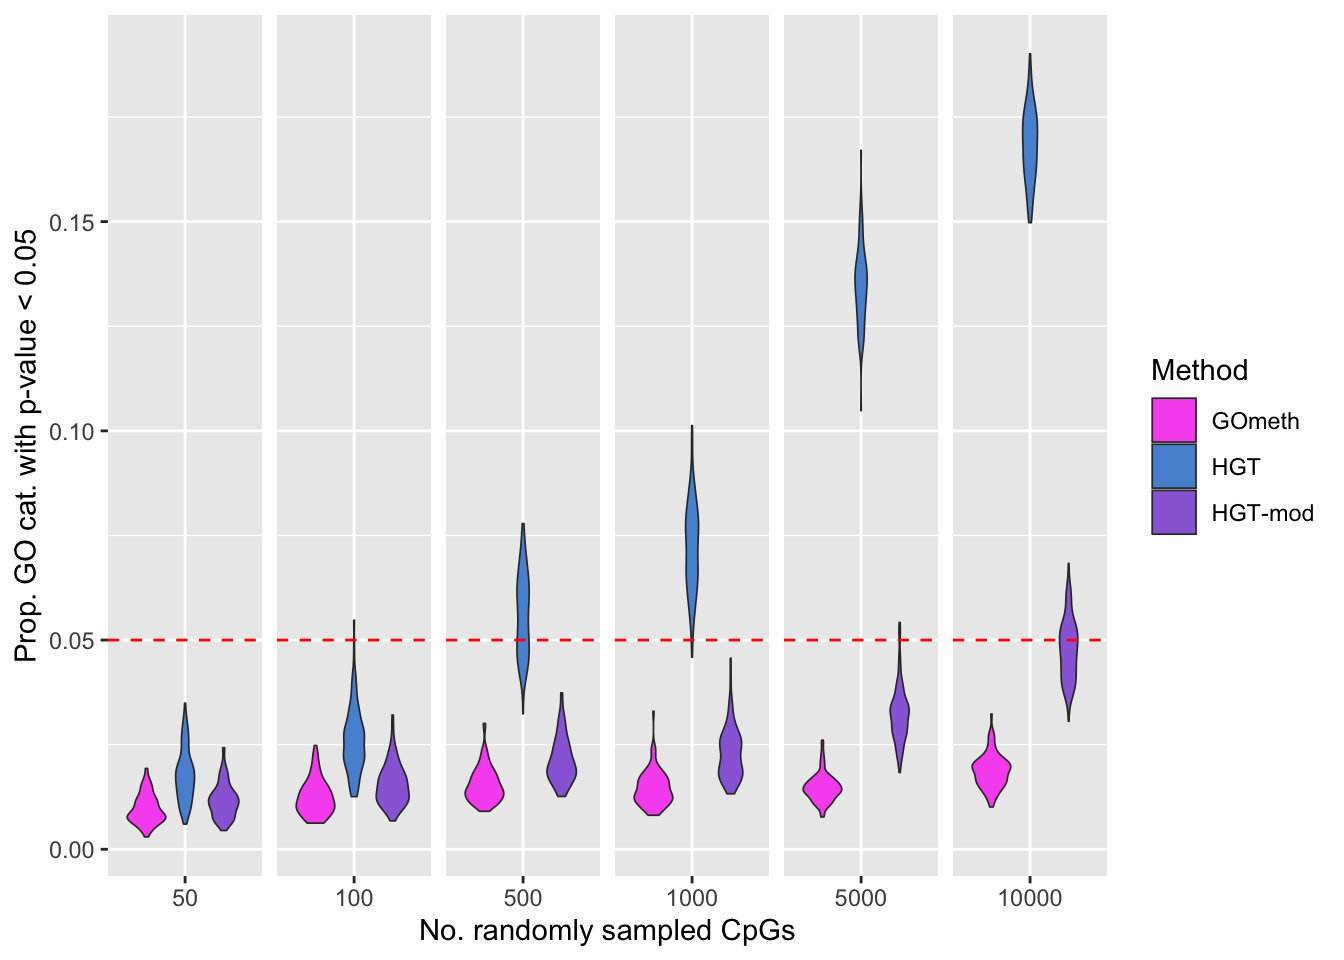 Prop. GO cat. with p-value < 0.05
0.15
0.10
0.05
0.00
50
100
500
1000
5000
10000
No. randomly sampled CpGs
Method
GOmeth
HGT
HGT-mod